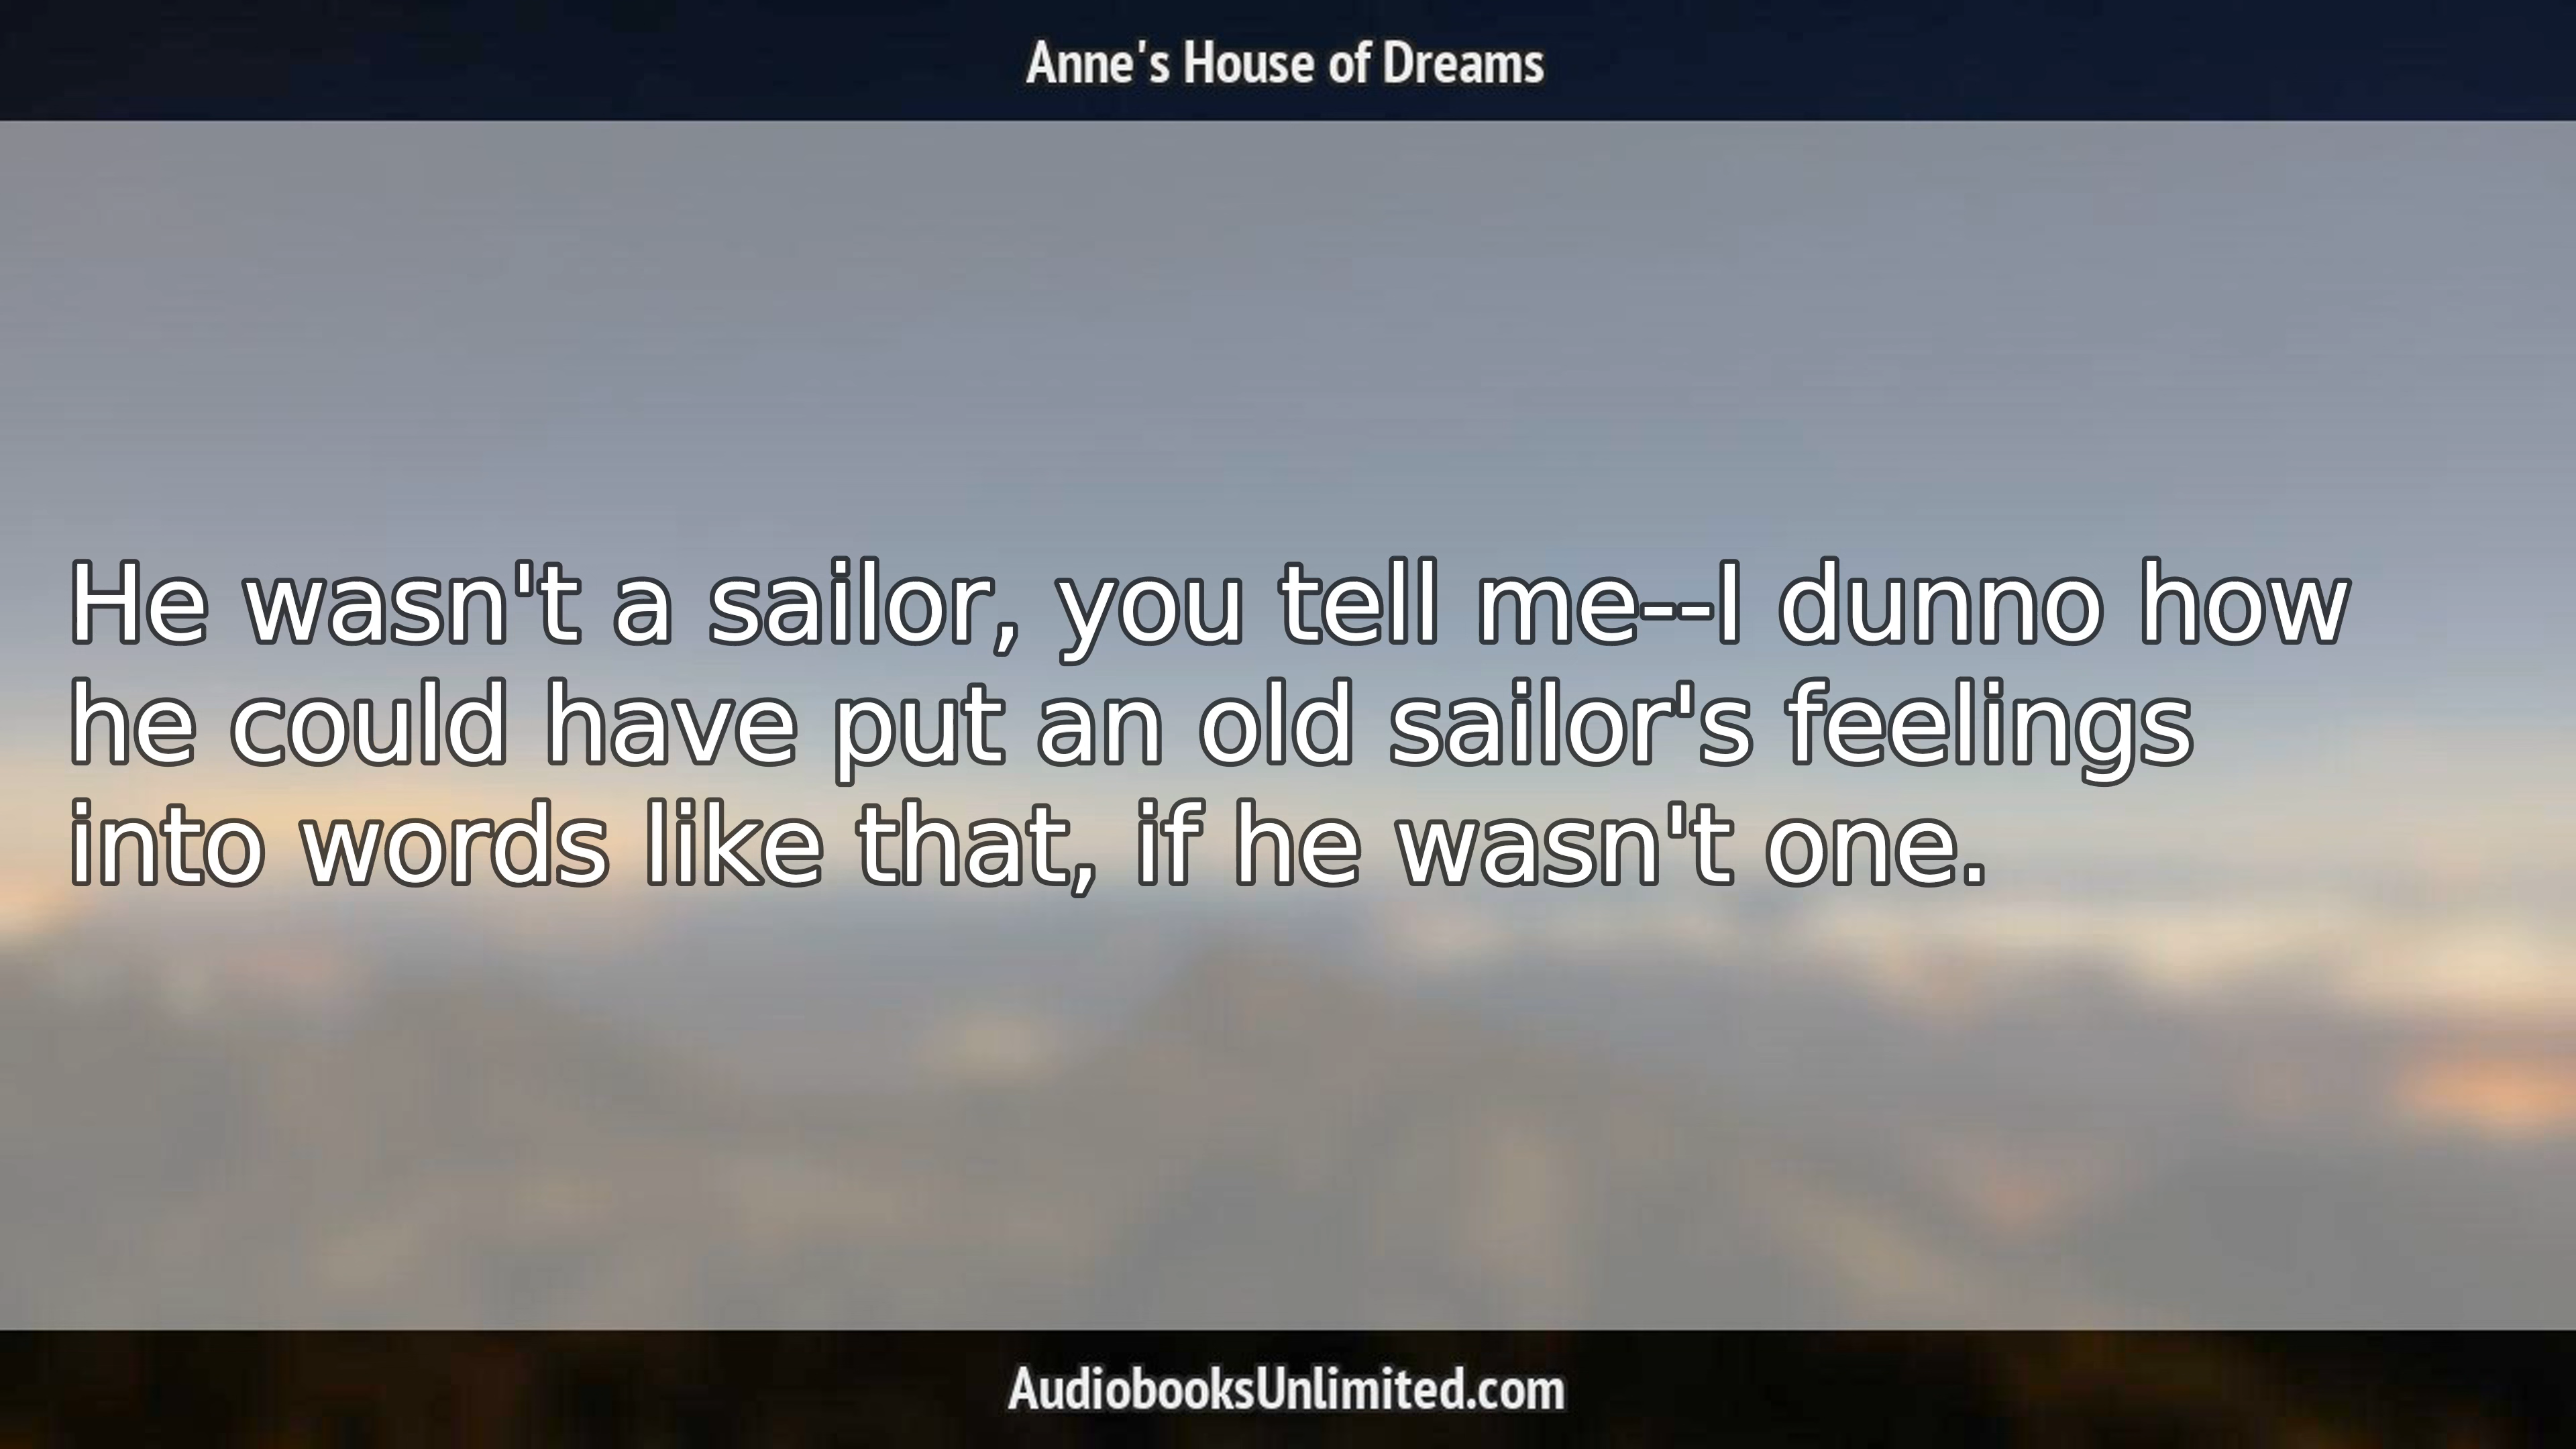 Anne's House of Dreams
He wasn't a sailor, you tell me--I dunno how
he could have put an old sailor's feelings
into words like that, if he wasn't one.
AudiobooksUnlimited.com